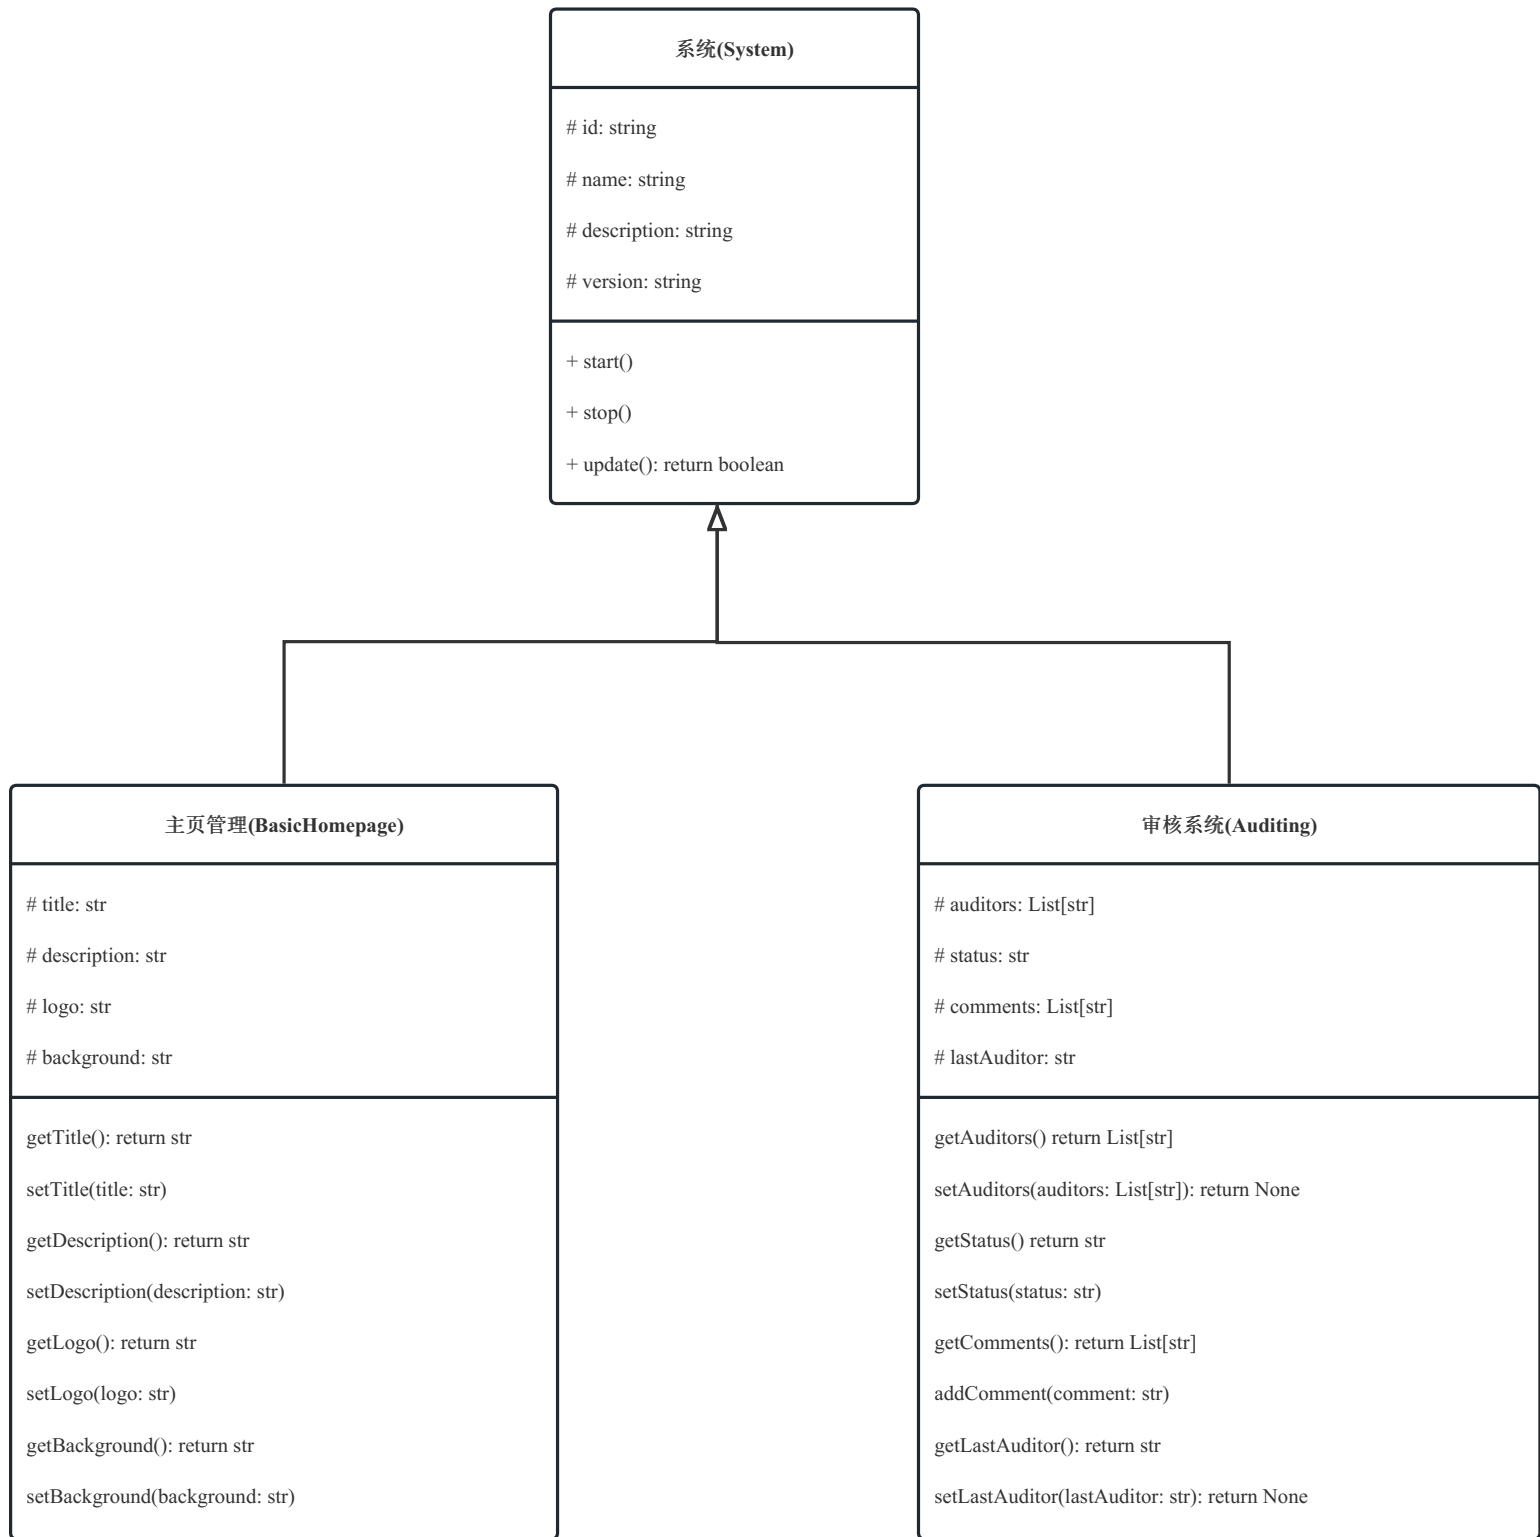 系统(System)
# id: string
# name: string
# description: string
# version: string
+ start()
+ stop()
+ update(): return boolean
主页管理(BasicHomepage)
# title: str
# description: str
# logo: str
# background: str
getTitle(): return str
setTitle(title: str)
getDescription(): return str
setDescription(description: str)
getLogo(): return str
setLogo(logo: str)
getBackground(): return str
setBackground(background: str)
审核系统(Auditing)
# auditors: List[str]
# status: str
# comments: List[str]
# lastAuditor: str
getAuditors() return List[str]
setAuditors(auditors: List[str]): return None
getStatus() return str
setStatus(status: str)
getComments(): return List[str]
addComment(comment: str)
getLastAuditor(): return str
setLastAuditor(lastAuditor: str): return None